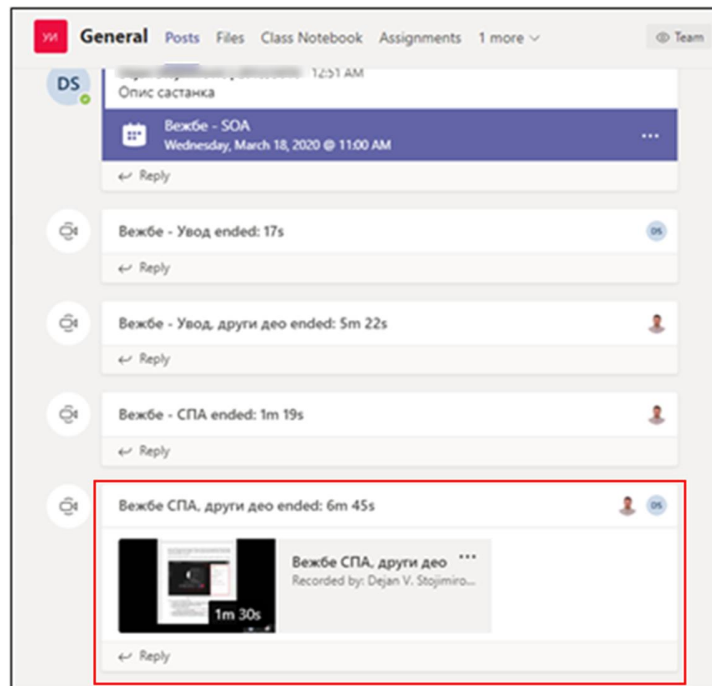 УИ General Posts Files Class Notebook Assignments 1 more Team
12:51 AM
DS
Опис састанка
Вежбе - SOA
Wednesday, March 18, 2020 @ 11:00 AM
Reply
Вежбе - Увод ended: 17s DS
Reply
Вежбе - Увод, други део ended: 5m 22s
Reply
Вежбе - СПА ended: 1m 19s
Reply
Вежбе СПА, други део ended: 6m 45s DS
Вежбе СПА, други део
Recorded by: Dejan V. Stojimiro...
1m 30s
Reply